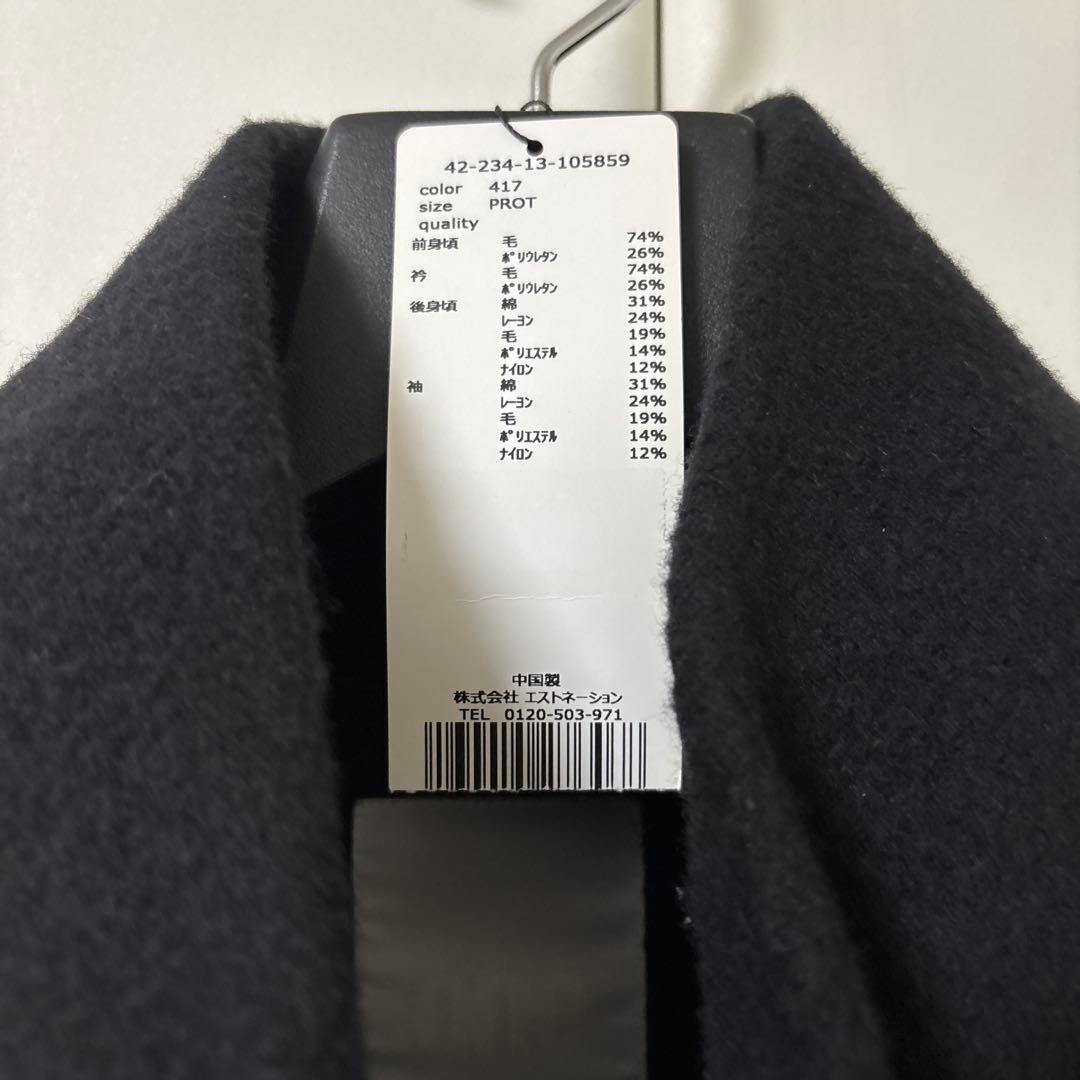 42-234-13-105859
color 417
size PROT
quality
前身頃 毛 74%
ﾎﾟﾘｳﾚﾀﾝ 26%
衿 毛 74%
ﾎﾟﾘｳﾚﾀﾝ 26%
後身頃 綿 31%
ﾚｰﾖﾝ 24%
毛 19%
ﾎﾟﾘｴｽﾃﾙ 14%
ﾅｲﾛﾝ 12%
袖 綿 31%
ﾚｰﾖﾝ 24%
毛 19%
ﾎﾟﾘｴｽﾃﾙ 14%
ﾅｲﾛﾝ 12%
中国製
株式会社 エストネーション
TEL 0120-503-971